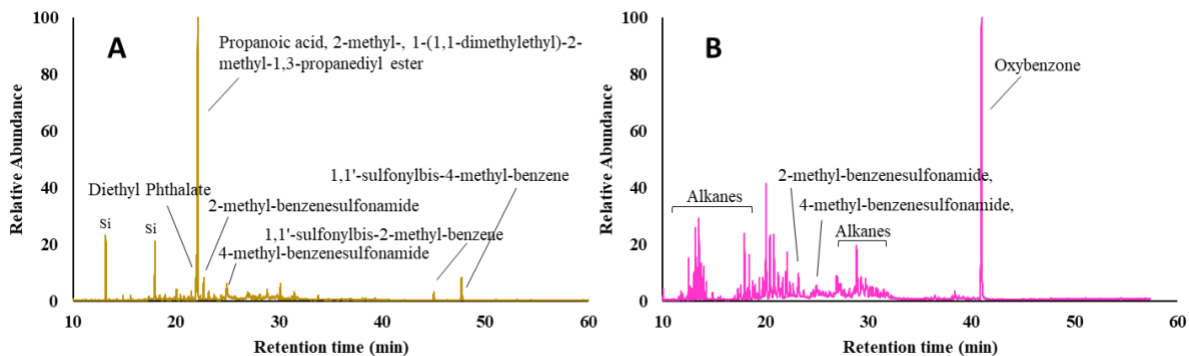 A
100
80
60
40
20
0
Relative Abundance
Propanoic acid, 2-methyl-, 1-(1,1-dimethylethyl)-2-
methyl-1,3-propanediyl ester
1,1'-sulfonylbis-4-methyl-benzene
Diethyl Phthalate
2-methyl-benzenesulfonamide
Si
Si
1,1'-sulfonylbis-2-methyl-benzene
4-methyl-benzenesulfonamide
10 20 30 40 50 60
Retention time (min)
B
100
80
60
40
20
0
Relative Abundance
Oxybenzone
2-methyl-benzenesulfonamide,
Alkanes
4-methyl-benzenesulfonamide,
Alkanes
10 20 30 40 50 60
Retention time (min)